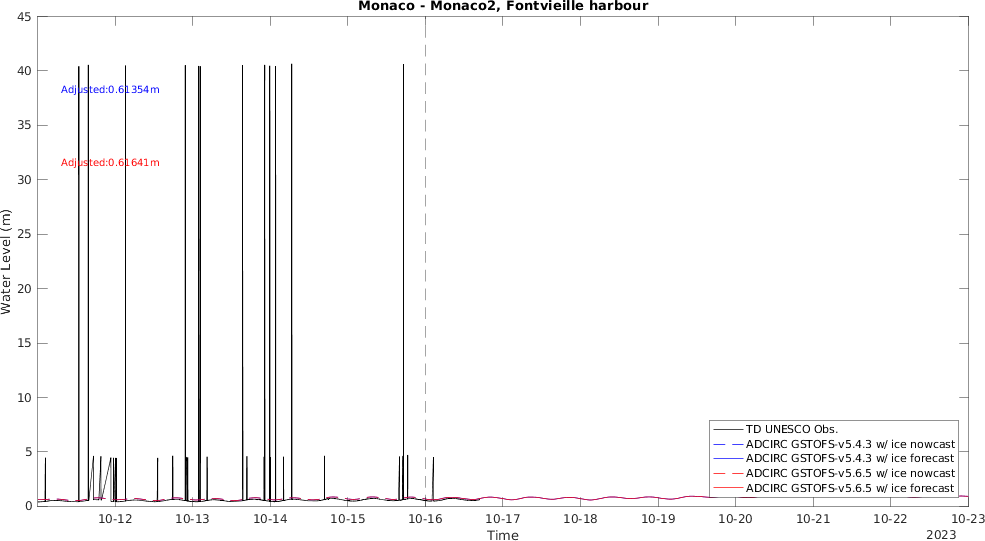 Monaco - Monaco2, Fontvieille harbour
45
40
35
30
25
20
15
10
5
0
Water Level (m)
Adjusted:0.61354m
Adjusted:0.61641m
TD UNESCO Obs.
ADCIRC GSTOFS-v5.4.3 w/ ice nowcast
ADCIRC GSTOFS-v5.4.3 w/ ice forecast
ADCIRC GSTOFS-v5.6.5 w/ ice nowcast
ADCIRC GSTOFS-v5.6.5 w/ ice forecast
10-12 10-13 10-14 10-15 10-16 10-17 10-18 10-19 10-20 10-21 10-22 10-23
Time
2023